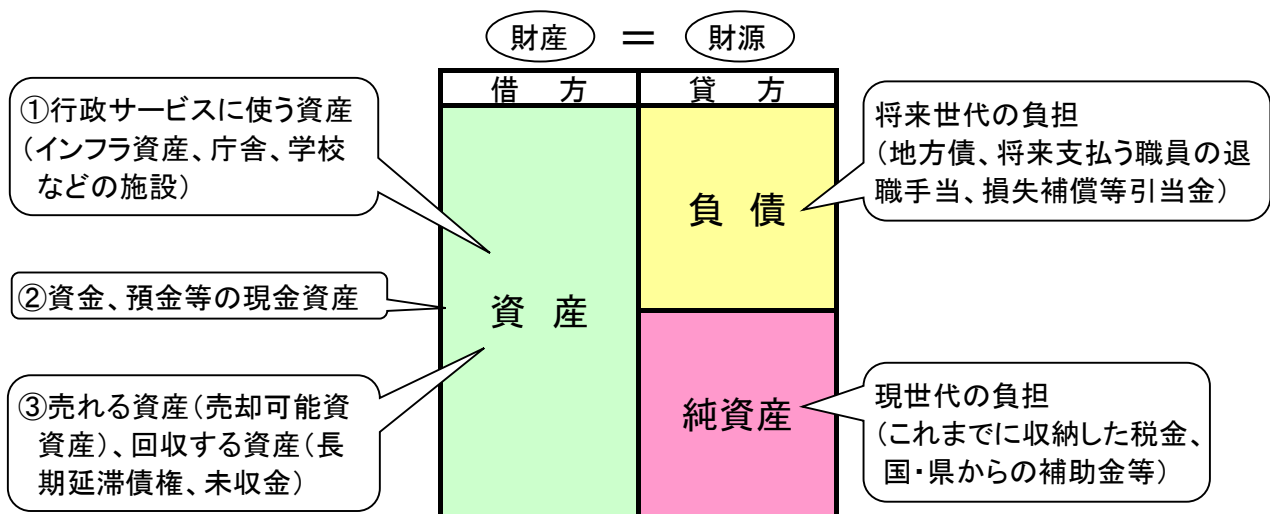 財産 ＝ 財源
借 方 貸 方
①行政サービスに使う資産
(インフラ資産、庁舎、学校
などの施設)
②資金、預金等の現金資産
③売れる資産(売却可能資
産)、回収する資産(長
期延滞債権、未収金)
資 産
負 債
純資産
将来世代の負担
(地方債、将来支払う職員の退
職手当、損失補償等引当金)
現世代の負担
(これまでに収納した税金、
国・県からの補助金等)